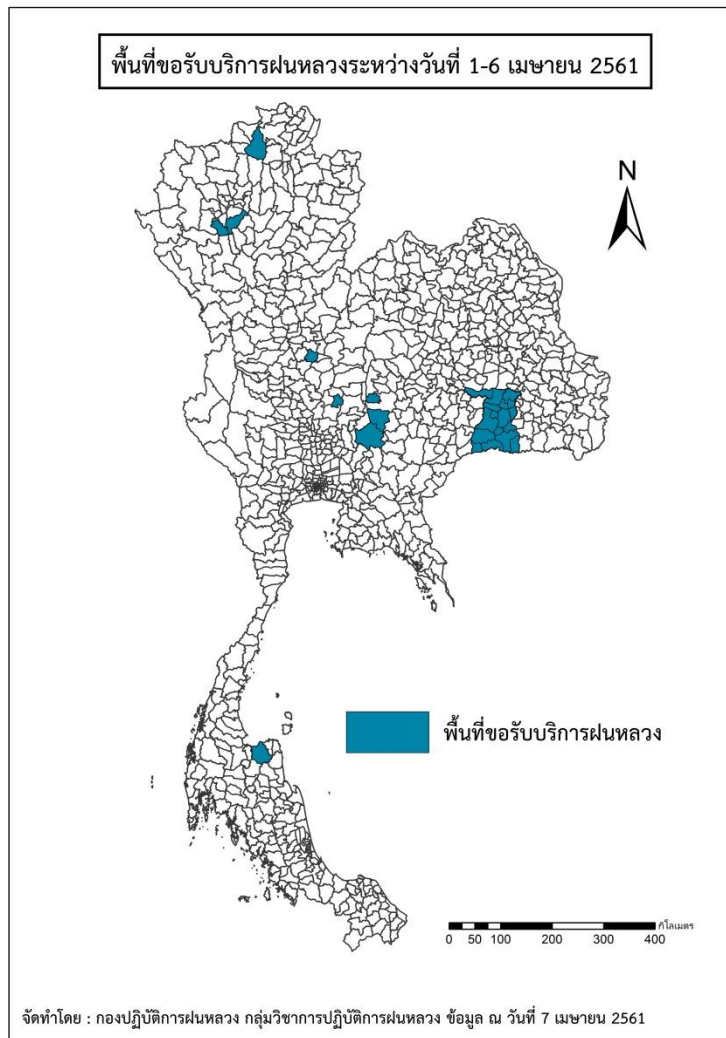 พื้นที่ขอรับบริการฝนหลวงระหว่างวันที่ 1-6 เมษายน 2561
N
พื้นที่ขอรับบริการฝนหลวง
กิโลเมตร
0 50 100 200 300 400
จัดทำโดย : กองปฏิบัติการฝนหลวง กลุ่มวิชาการปฏิบัติการฝนหลวง ข้อมูล ณ วันที่ 7 เมษายน 2561